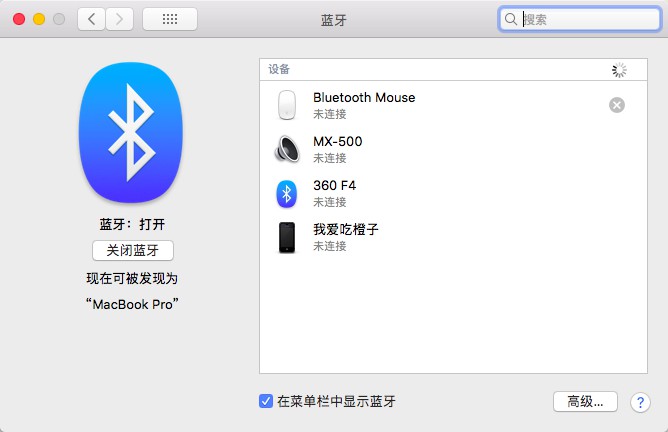 蓝牙
搜索
蓝牙：打开
关闭蓝牙
现在可被发现为
“MacBook Pro”
设备
Bluetooth Mouse
未连接
MX-500
未连接
360 F4
未连接
我爱吃橙子
未连接
在菜单栏中显示蓝牙
高级...
?